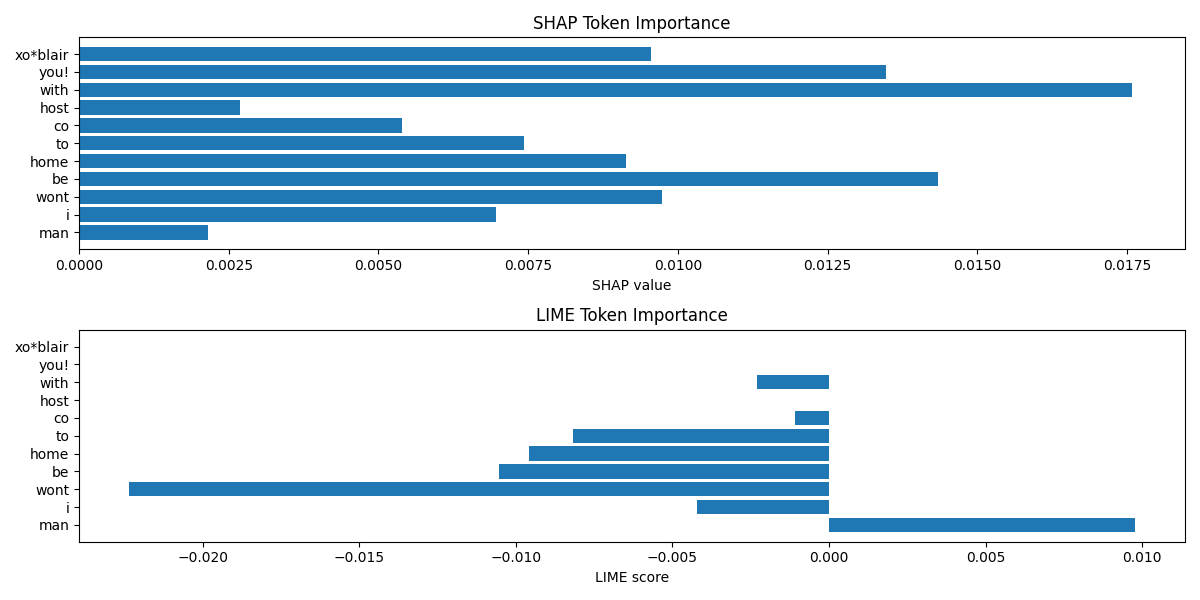 SHAP Token Importance
xo*blair
you!
with
host
co
to
home
be
wont
i
man
0.0000 0.0025 0.0050 0.0075 0.0100 0.0125 0.0150 0.0175
SHAP value
LIME Token Importance
xo*blair
you!
with
host
co
to
home
be
wont
i
man
−0.020 −0.015 −0.010 −0.005 0.000 0.005 0.010
LIME score